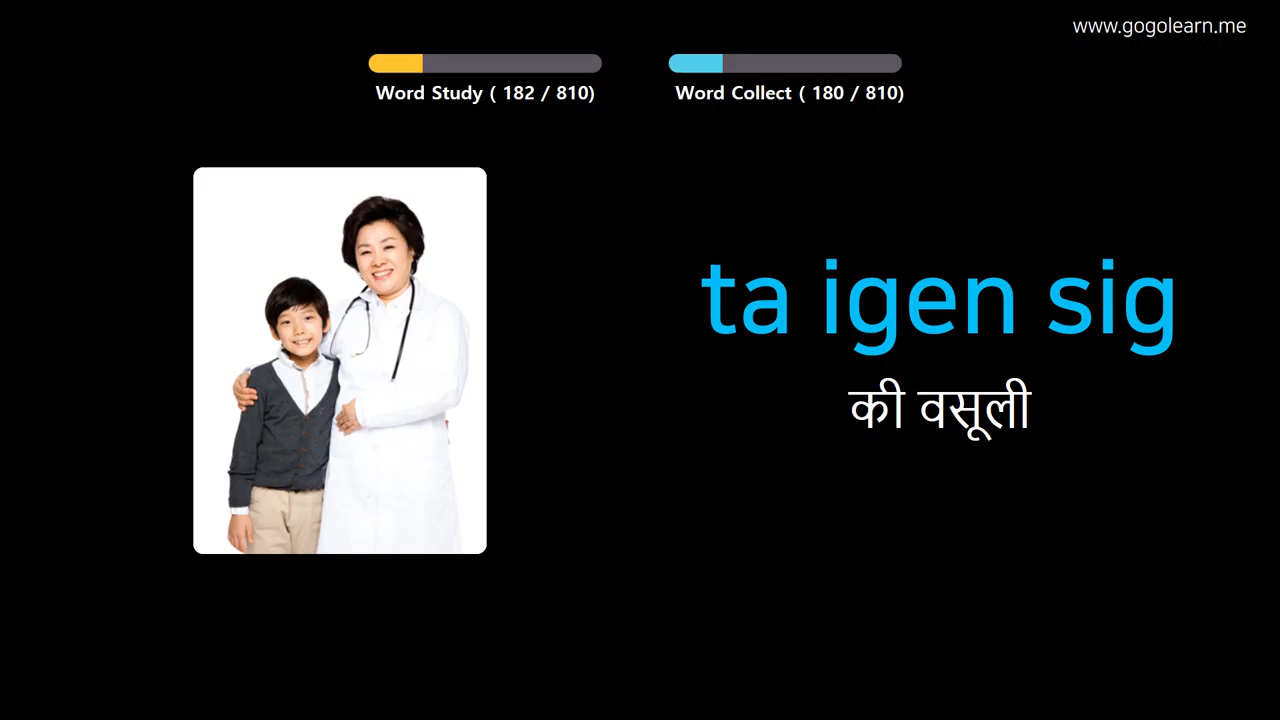 www.gogolearn.me
Word Study ( 182 / 810)
Word Collect ( 180 / 810)
ta igen sig
की वसूली